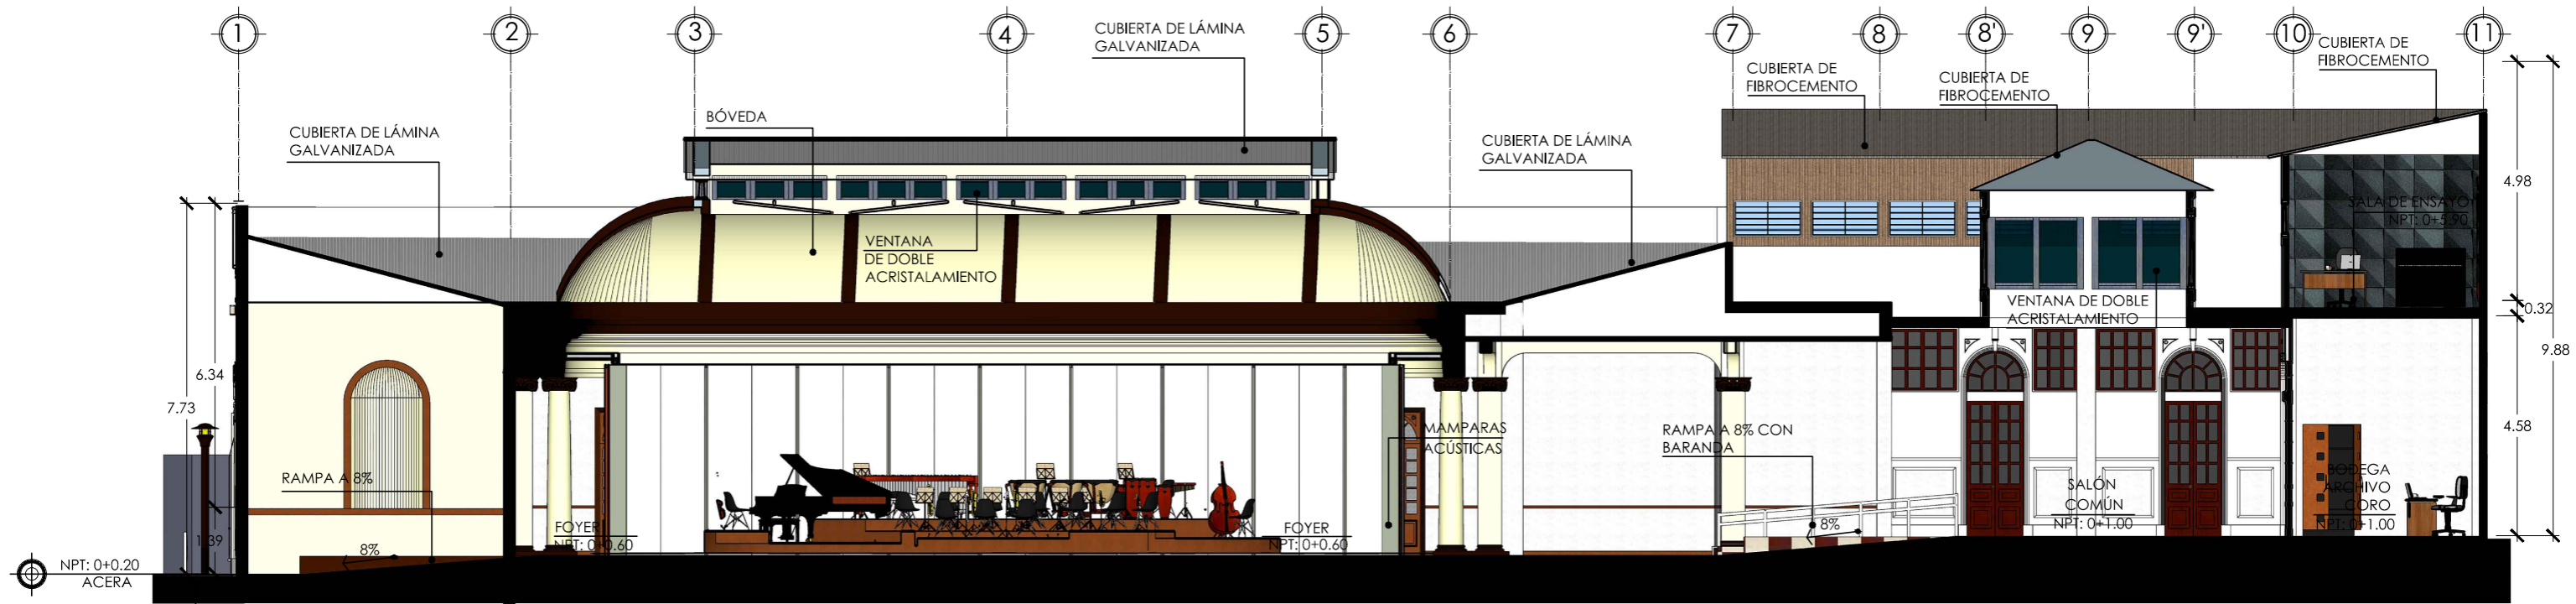 1
2
3
4
5
6
7
8
8'
9
9'
10
11
CUBIERTA DE LÁMINA
GALVANIZADA
CUBIERTA DE
FIBROCEMENTO
CUBIERTA DE
FIBROCEMENTO
CUBIERTA DE
FIBROCEMENTO
BÓVEDA
CUBIERTA DE LÁMINA
GALVANIZADA
CUBIERTA DE LÁMINA
GALVANIZADA
4.98
SALA DE ENSAYO
NPT: 0+5.90
VENTANA
DE DOBLE
ACRISTALAMIENTO
VENTANA DE DOBLE
ACRISTALAMIENTO
0.32
9.88
6.34
7.73
4.58
MAMPARAS
ACÚSTICAS
RAMPA A 8% CON
BARANDA
RAMPA A 8%
BODEGA
ARCHIVO
CORO
NPT: 0+1.00
SALÓN
COMÚN
NPT: 0+1.00
FOYER
NPT: 0+0.60
FOYER
NPT: 0+0.60
8%
8%
1.39
NPT: 0+0.20
ACERA